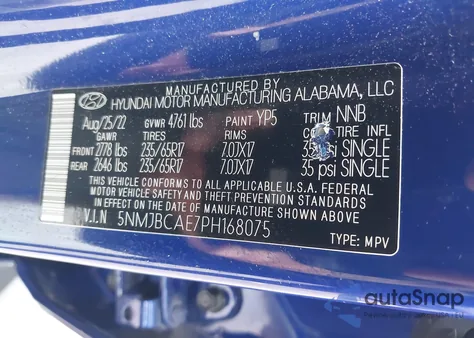 MANUFACTURED BY
HYUNDAI MOTOR MANUFACTURING ALABAMA, LLC
Aug/25/22 GVWR 4761 lbs PAINT YP5 TRIM NNB
TIRES RIMS TIRE INFL
FRONT 2778 lbs 235/65R17 7.0JX17 psi SINGLE
REAR 2646 lbs 235/65R17 7.0JX17 35 psi SINGLE
THIS VEHICLE CONFORMS TO ALL APPLICABLE U.S.A. FEDERAL
MOTOR VEHICLE SAFETY AND THEFT PREVENTION STANDARDS
IN EFFECT ON THE DATE OF MANUFACTURE SHOWN ABOVE.
V.I.N 5NMJBCAE7PH168075
TYPE: MPV
autoSnap